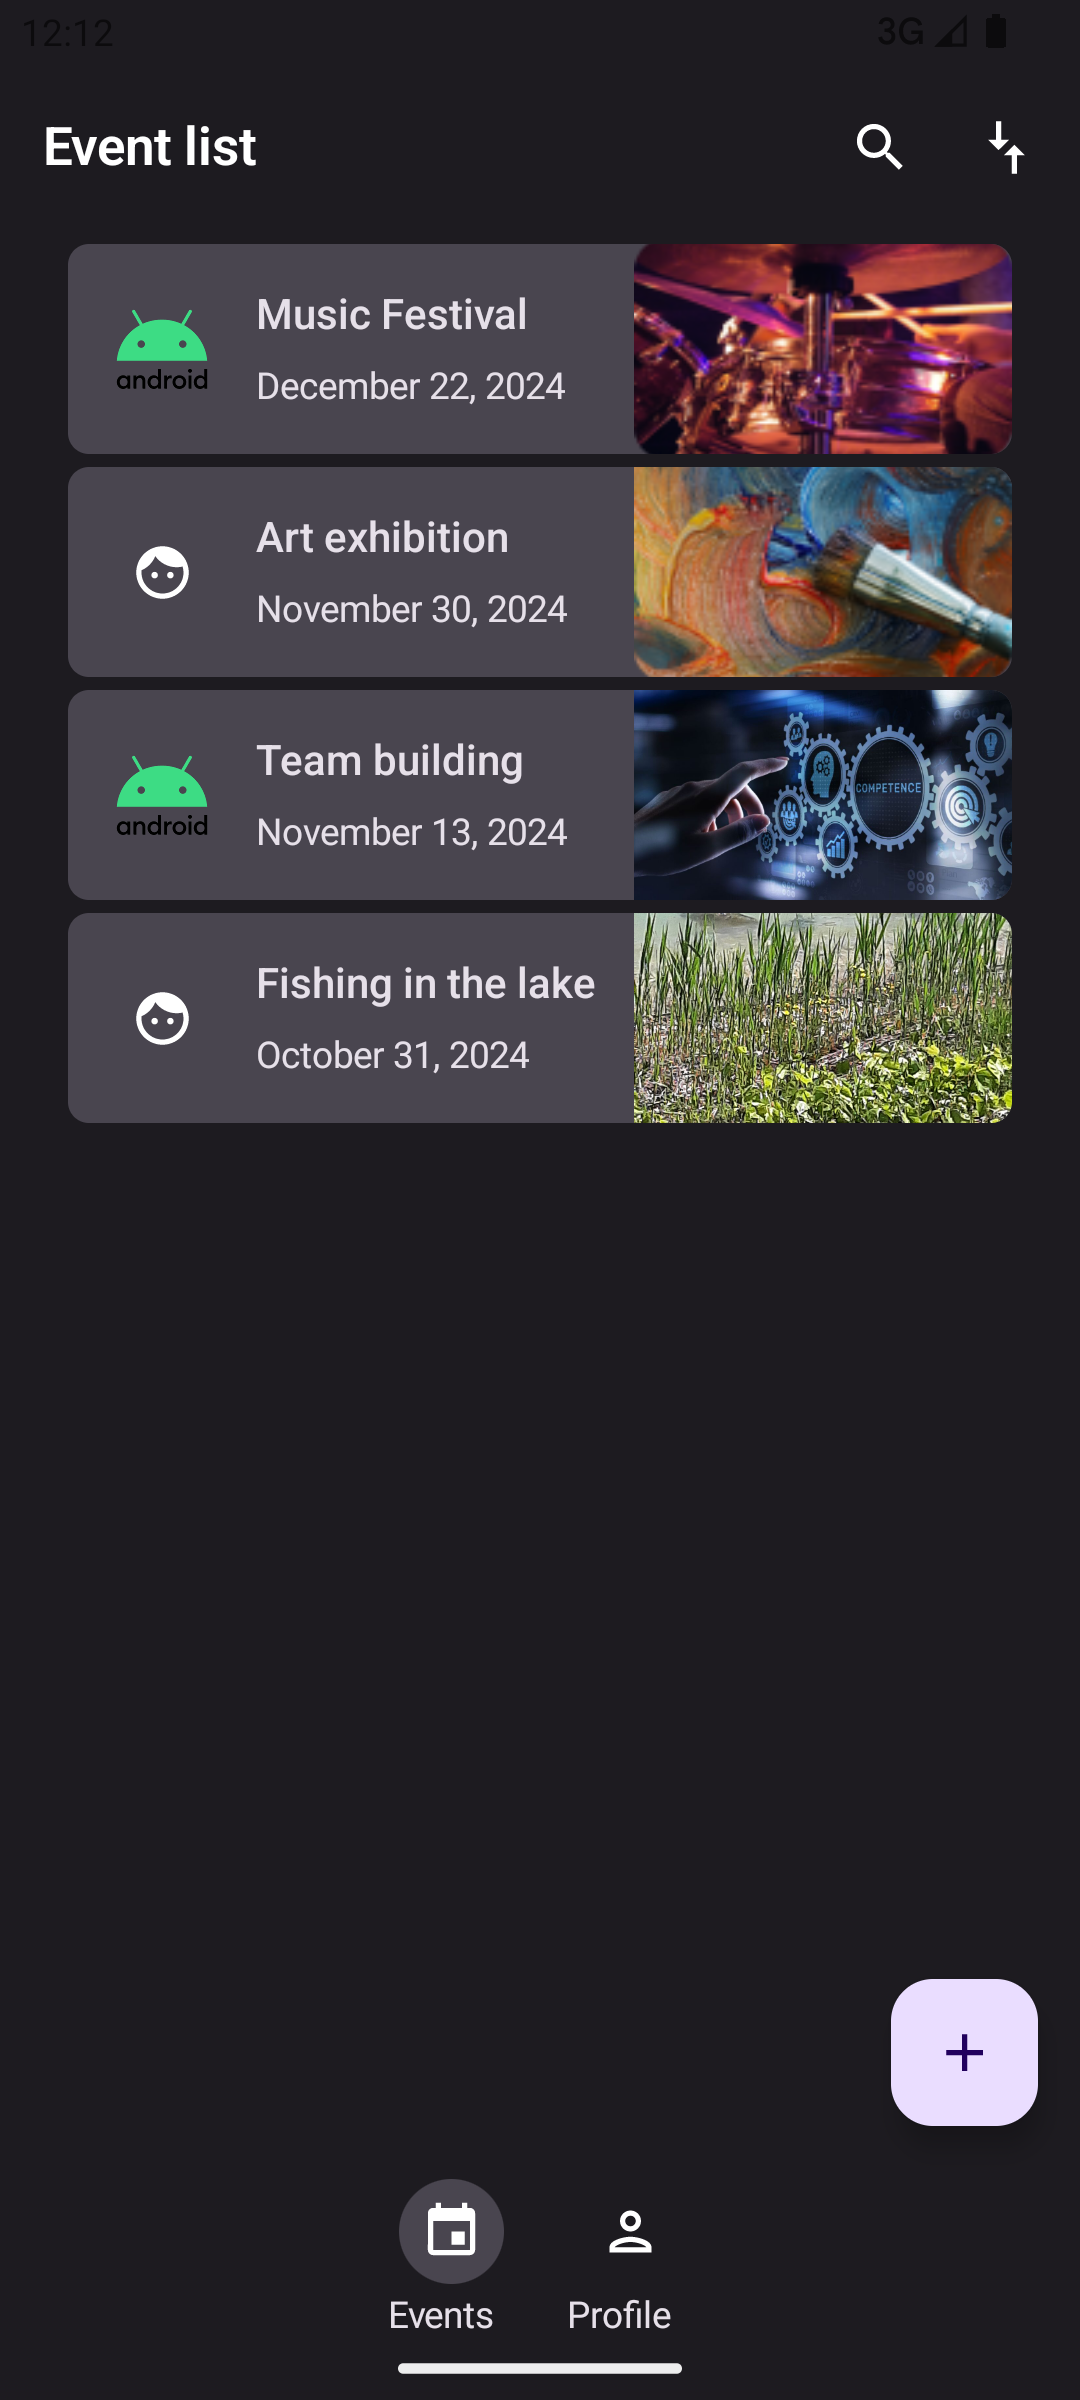 12:12
3G
Event list
android
Music Festival
December 22, 2024
Art exhibition
November 30, 2024
android
Team building
November 13, 2024
COMPETENCE
Fishing in the lake
October 31, 2024
Events
Profile